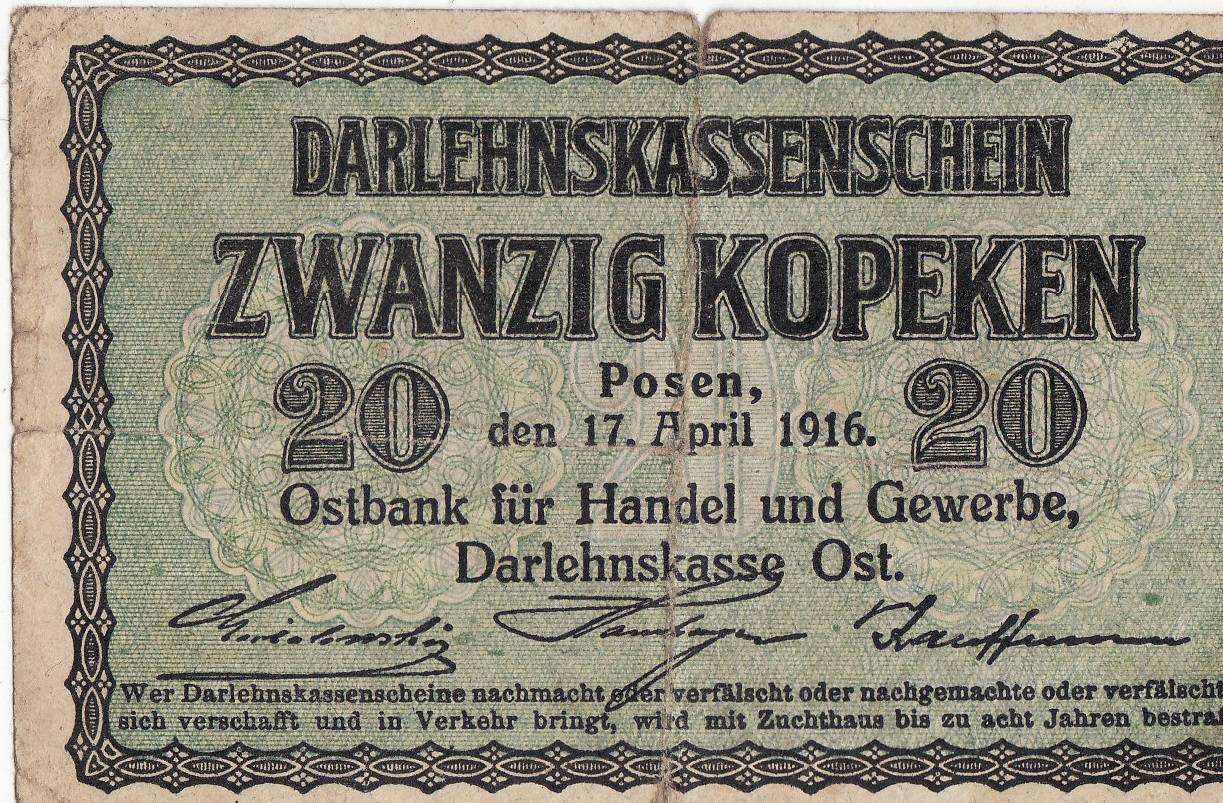 DARLEHNSKASSENSCHEIN
ZWANZIG KOPEKEN
20 Posen, 20
den 17. April 1916.
Ostbank für Handel und Gewerbe,
Darlehnskasse Ost.
Kauffmann
Wer Darlehnskassenscheine nachmacht oder verfälscht oder nachgemachte oder verfälscht
sich verschafft und in Verkehr bringt, wird mit Zuchthaus bis zu acht Jahren bestra